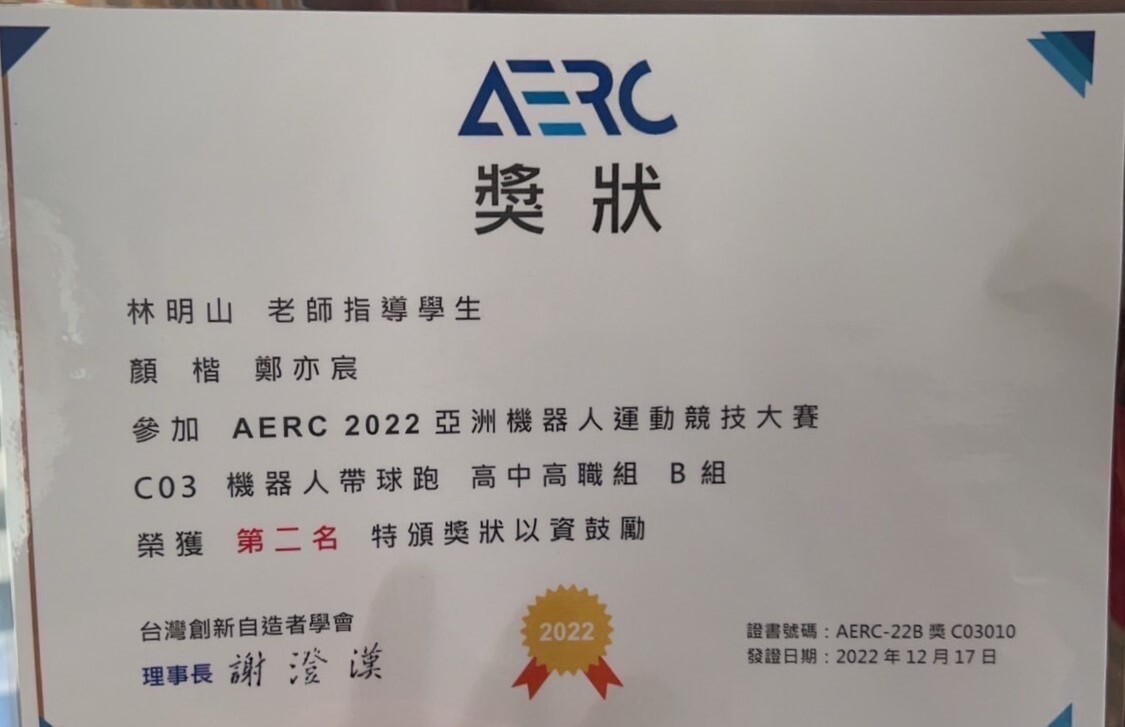 AERC
獎狀
林明山 老師指導學生
顏 楷 鄭亦宸
參加 AERC 2022 亞洲機器人運動競技大賽
C03 機器人帶球跑 高中高職組 B 組
榮獲 第二名 特頒獎狀以資鼓勵
台灣創新自造者學會
理事長 謝澄漢
2022
證書號碼：AERC-22B 獎 C03010
發證日期：2022 年 12 月 17 日